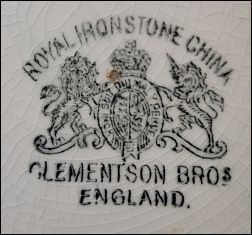 ROYAL IRONSTONE CHINA
CLEMENTSON BROS
ENGLAND.